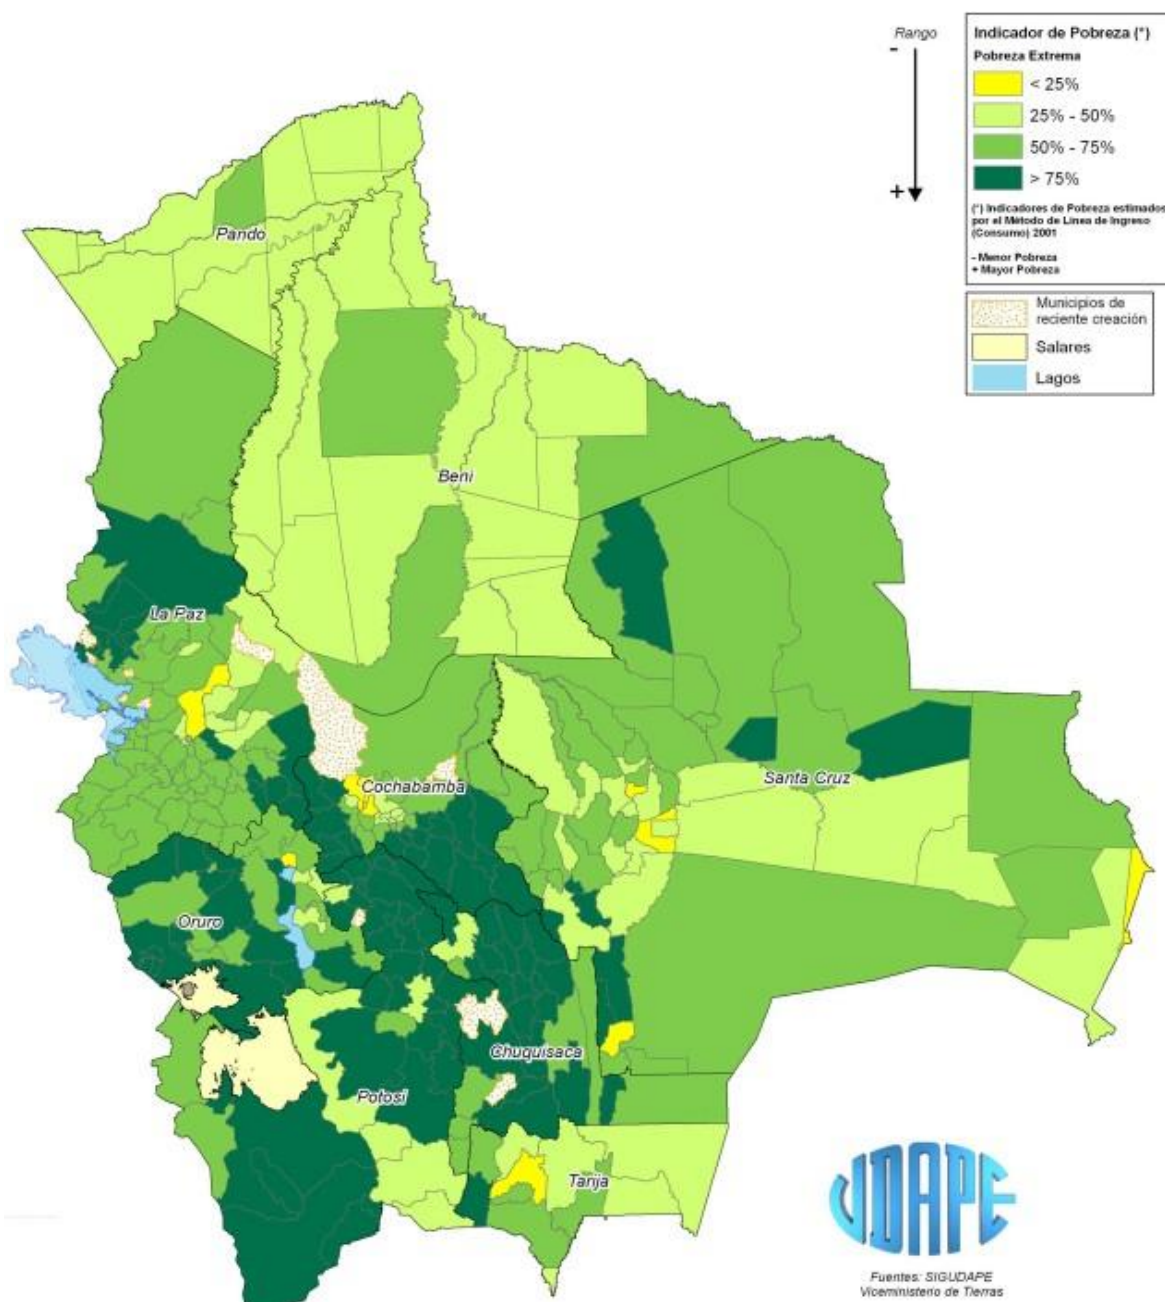 Rango
-
+
Indicador de Pobreza (*)
Pobreza Extrema
< 25%
25% - 50%
50% - 75%
> 75%
(*) Indicadores de Pobreza estimados
por el Método de Linea de Ingreso
(Consumo) 2001
- Menor Pobreza
+ Mayor Pobreza
Municipios de
reciente creación
Salares
Lagos
Pando
Beni
La Paz
Cochabamba
Santa Cruz
Oruro
Chuquisaca
Potosi
Tarija
UDAPE
Fuentes: SIGUDAPE
Viceministerio de Tierras